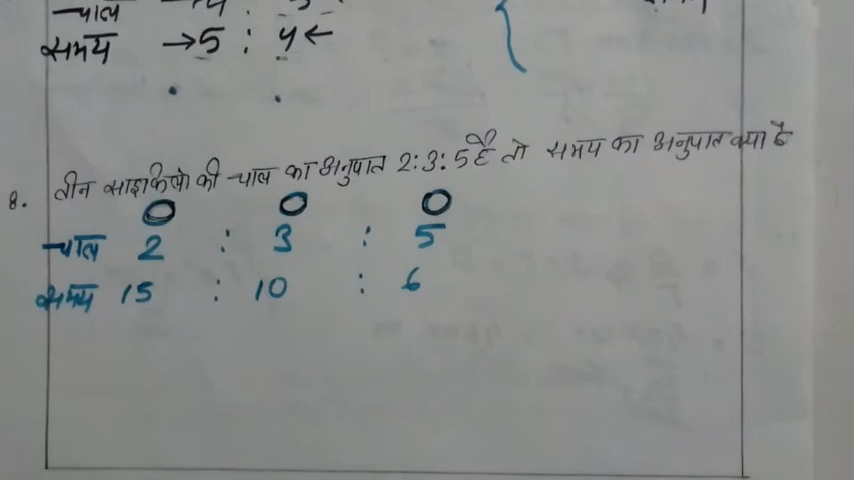 चाल
समय →5 : 4←
8. तीन साइकिलो की चाल का अनुपात 2:3:5 है तो समय का अनुपात क्या है
चाल 2 : 3 : 5
समय 15 : 10 : 6